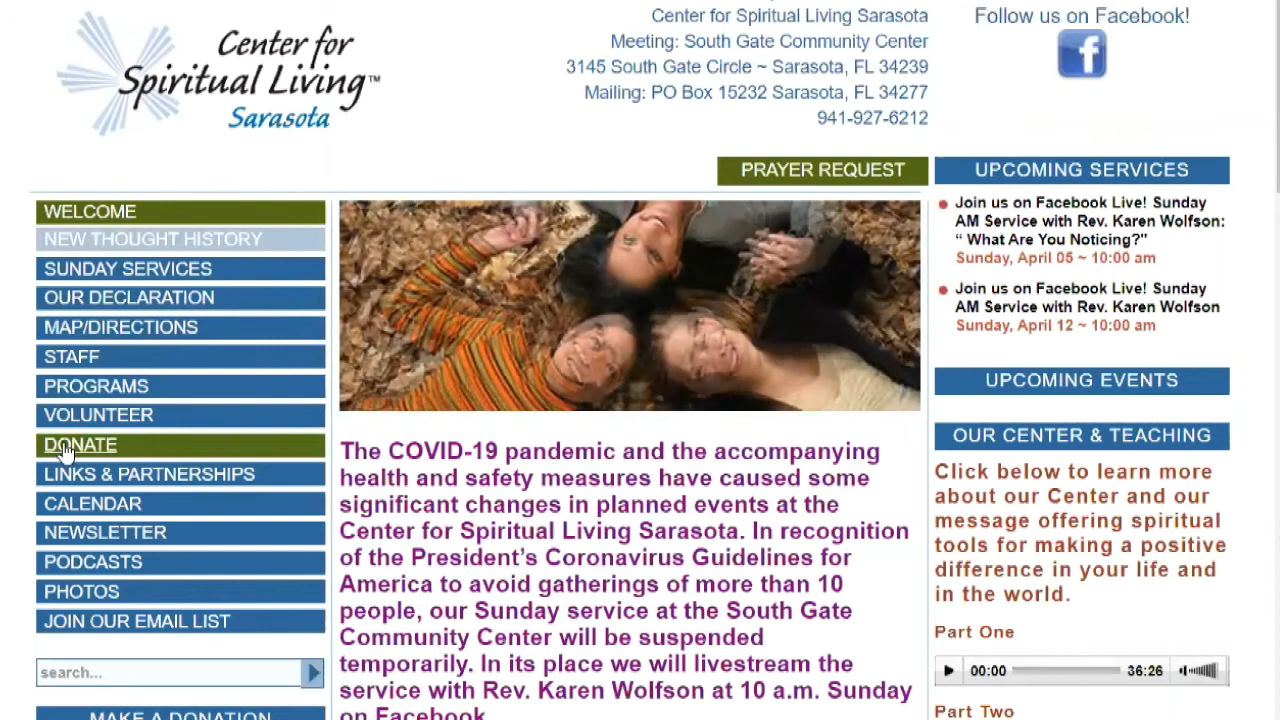 Center for
Spiritual Living™
Sarasota
Center for Spiritual Living Sarasota
Meeting: South Gate Community Center
3145 South Gate Circle ~ Sarasota, FL 34239
Mailing: PO Box 15232 Sarasota, FL 34277
941-927-6212
Follow us on Facebook!
f
PRAYER REQUEST
WELCOME
NEW THOUGHT HISTORY
SUNDAY SERVICES
OUR DECLARATION
MAP/DIRECTIONS
STAFF
PROGRAMS
VOLUNTEER
DONATE
LINKS & PARTNERSHIPS
CALENDAR
NEWSLETTER
PODCASTS
PHOTOS
JOIN OUR EMAIL LIST
search...
MAKE A DONATION
The COVID-19 pandemic and the accompanying
health and safety measures have caused some
significant changes in planned events at the
Center for Spiritual Living Sarasota. In recognition
of the President's Coronavirus Guidelines for
America to avoid gatherings of more than 10
people, our Sunday service at the South Gate
Community Center will be suspended
temporarily. In its place we will livestream the
service with Rev. Karen Wolfson at 10 a.m. Sunday
on Facebook
UPCOMING SERVICES
Join us on Facebook Live! Sunday
AM Service with Rev. Karen Wolfson:
“ What Are You Noticing?"
Sunday, April 05 ~ 10:00 am
Join us on Facebook Live! Sunday
AM Service with Rev. Karen Wolfson
Sunday, April 12 ~ 10:00 am
UPCOMING EVENTS
OUR CENTER & TEACHING
Click below to learn more
about our Center and our
message offering spiritual
tools for making a positive
difference in your life and
in the world.
Part One
00:00 36:26
Part Two